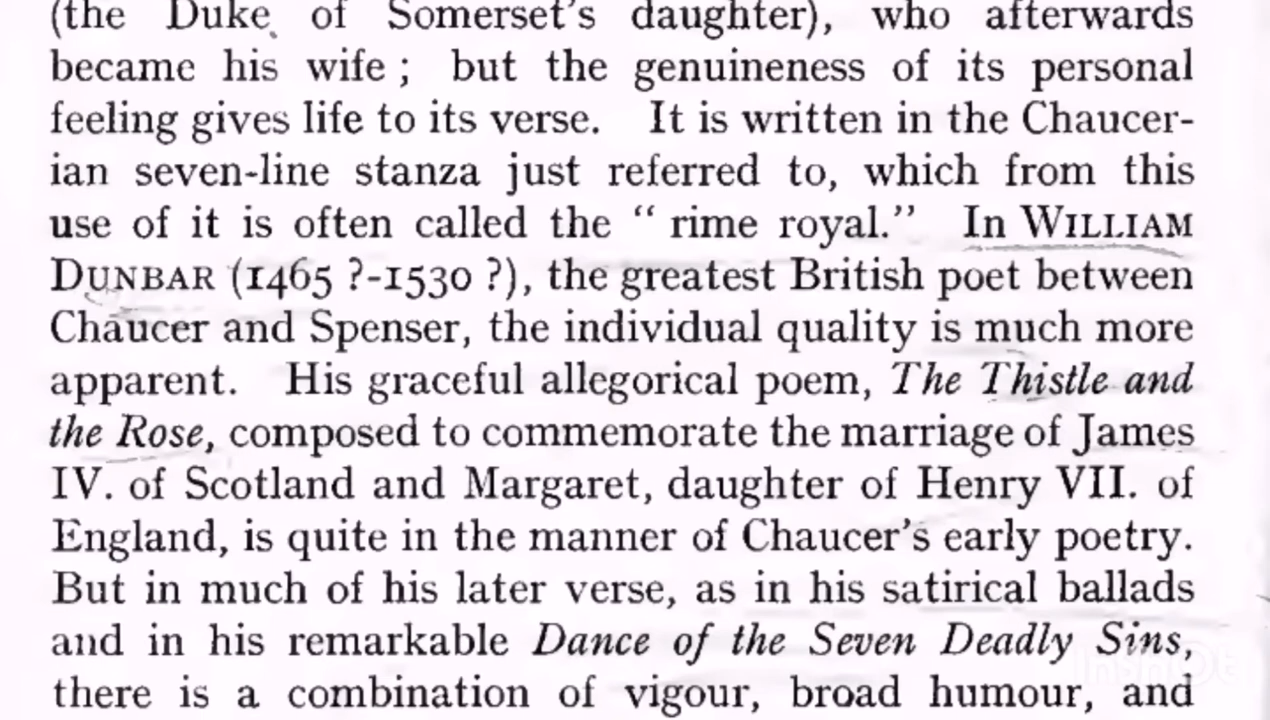 (the Duke of Somerset's daughter), who afterwards
became his wife ; but the genuineness of its personal
feeling gives life to its verse. It is written in the Chaucer-
ian seven-line stanza just referred to, which from this
use of it is often called the “ rime royal.” In WILLIAM
DUNBAR (1465 ?-1530 ?), the greatest British poet between
Chaucer and Spenser, the individual quality is much more
apparent. His graceful allegorical poem, The Thistle and
the Rose, composed to commemorate the marriage of James
IV. of Scotland and Margaret, daughter of Henry VII. of
England, is quite in the manner of Chaucer's early poetry.
But in much of his later verse, as in his satirical ballads
and in his remarkable Dance of the Seven Deadly Sins,
there is a combination of vigour, broad humour, and
InShOt